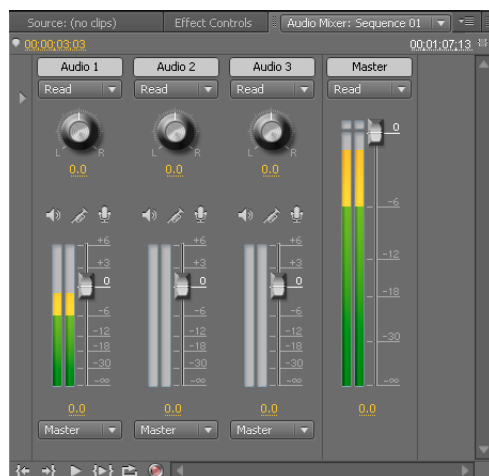 Source: (no clips) Effect Controls Audio Mixer: Sequence 01
00;00;03;03 00;01;07;13
Audio 1 Audio 2 Audio 3 Master
Read Read Read Read
0
L R L R L R
0.0 0.0 0.0
-6
+6 +6 +6
+3 +3 +3
-12
0 0 0
-18
-6 -6 -6
-12 -12 -12
-30
-18 -18 -18
-30 -30 -30
-∞ -∞ -∞ -∞
0.0 0.0 0.0 0.0
Master Master Master